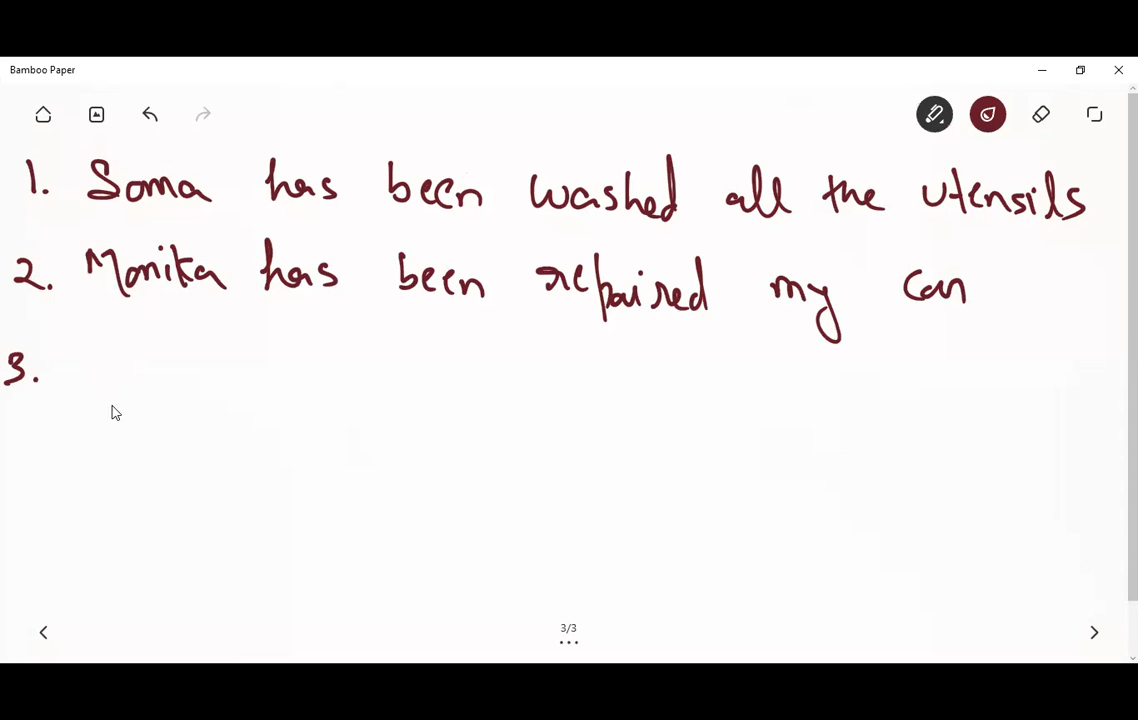 Bamboo Paper
1. Soma has been washed all the utensils
2. Monika has been repaired my car
3.
3/3